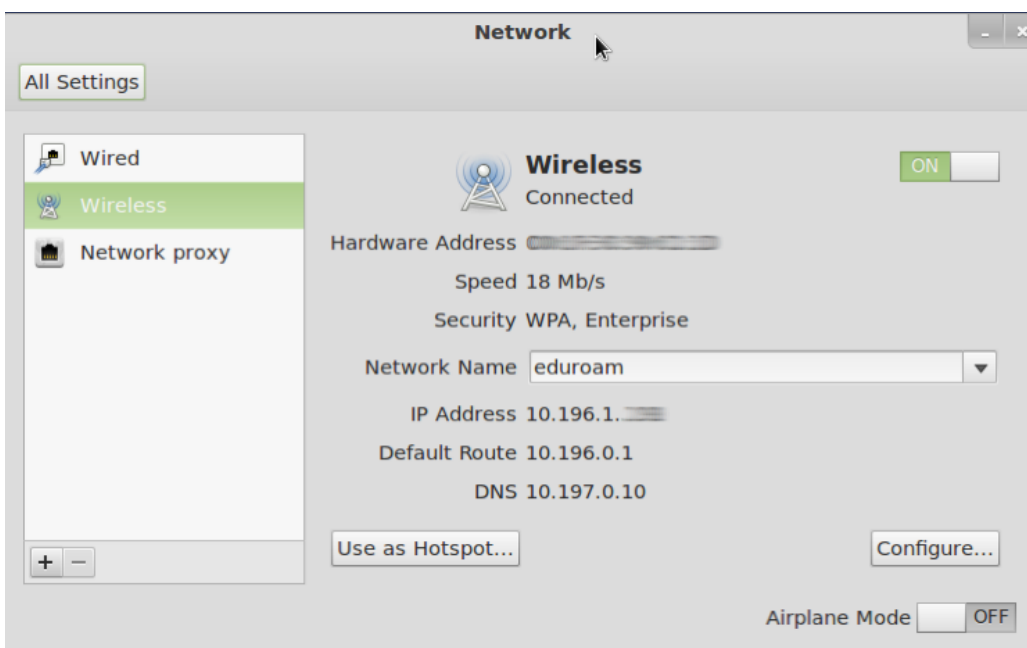 Network
All Settings
Wired
Wireless
Network proxy
Wireless
ON
Connected
Hardware Address
Speed 18 Mb/s
Security WPA, Enterprise
Network Name eduroam
IP Address 10.196.1.
Default Route 10.196.0.1
DNS 10.197.0.10
Use as Hotspot...
Configure...
Airplane Mode OFF